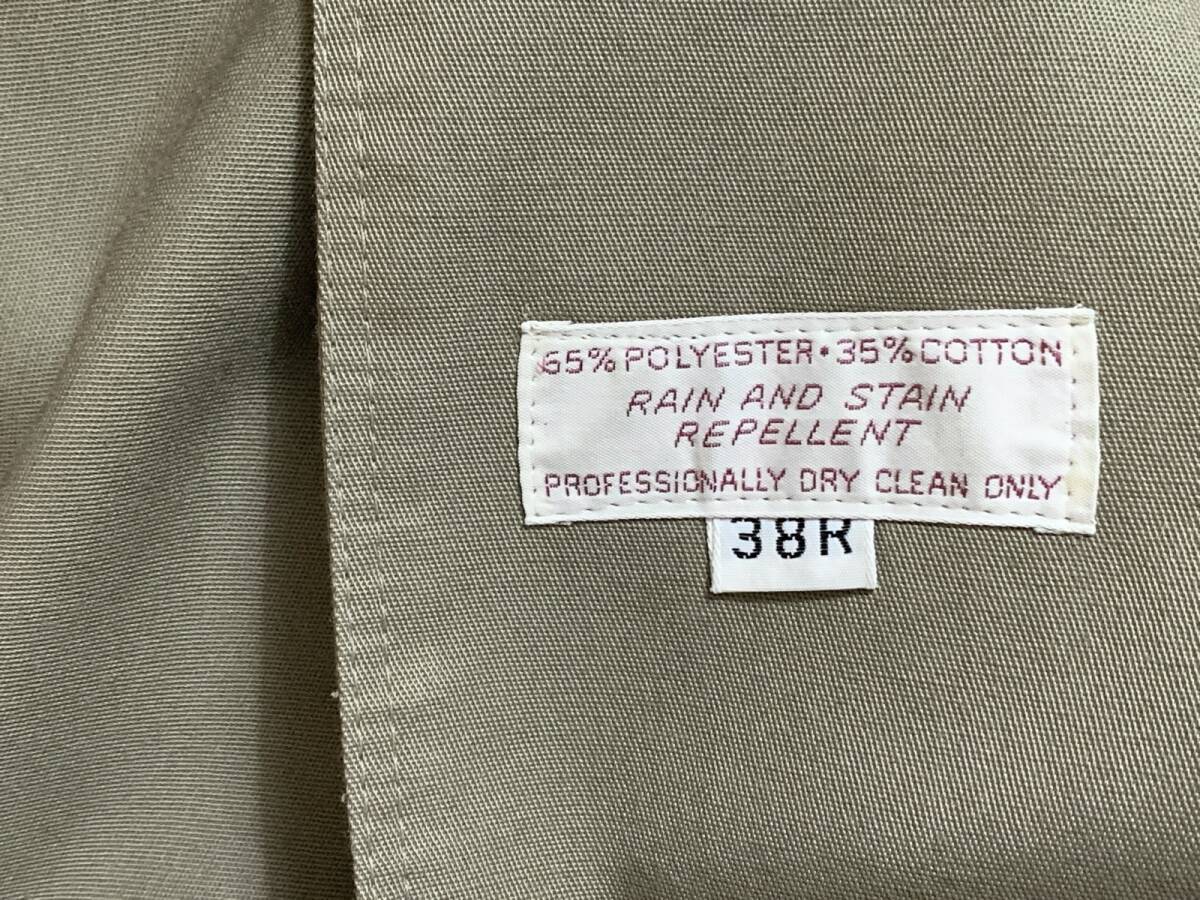 65% POLYESTER • 35% COTTON
RAIN AND STAIN
REPELLENT
PROFESSIONALLY DRY CLEAN ONLY
38R